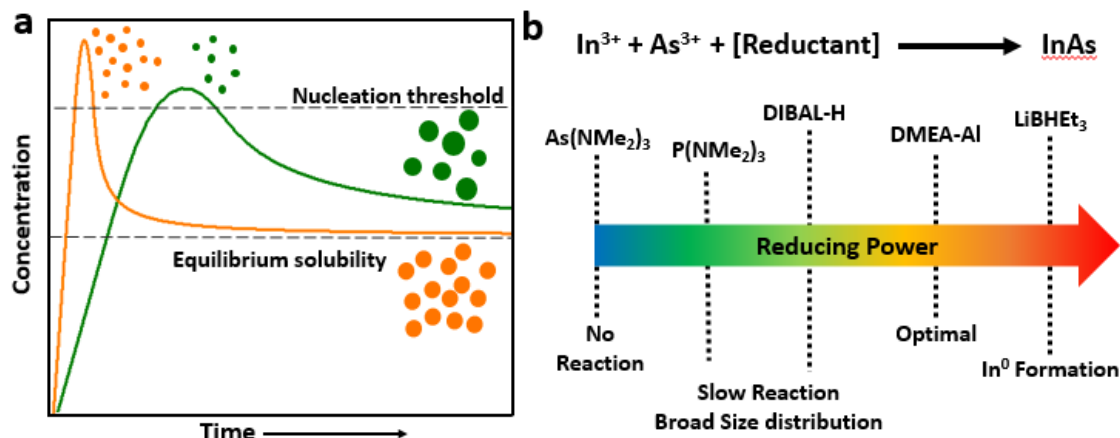 a
Concentration
Nucleation threshold
Equilibrium solubility
Time
b
In³⁺ + As³⁺ + [Reductant] InAs
As(NMe₂)₃
P(NMe₂)₃
DIBAL-H
DMEA-Al
LiBHEt₃
Reducing Power
No
Reaction
Slow Reaction
Broad Size distribution
Optimal
In⁰ Formation